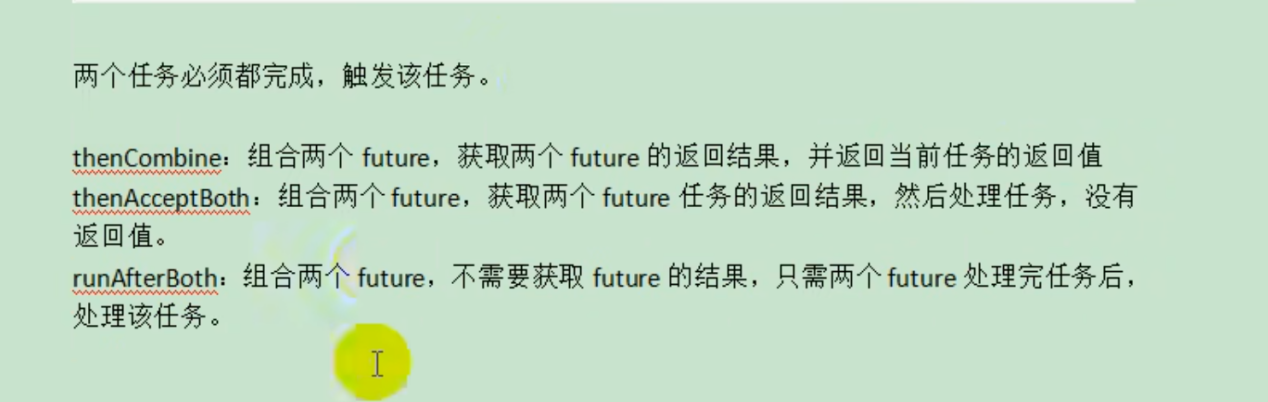 两个任务必须都完成，触发该任务。
thenCombine：组合两个 future，获取两个 future 的返回结果，并返回当前任务的返回值
thenAcceptBoth：组合两个 future，获取两个 future 任务的返回结果，然后处理任务，没有
返回值。
runAfterBoth：组合两个 future，不需要获取 future 的结果，只需两个 future 处理完任务后，
处理该任务。